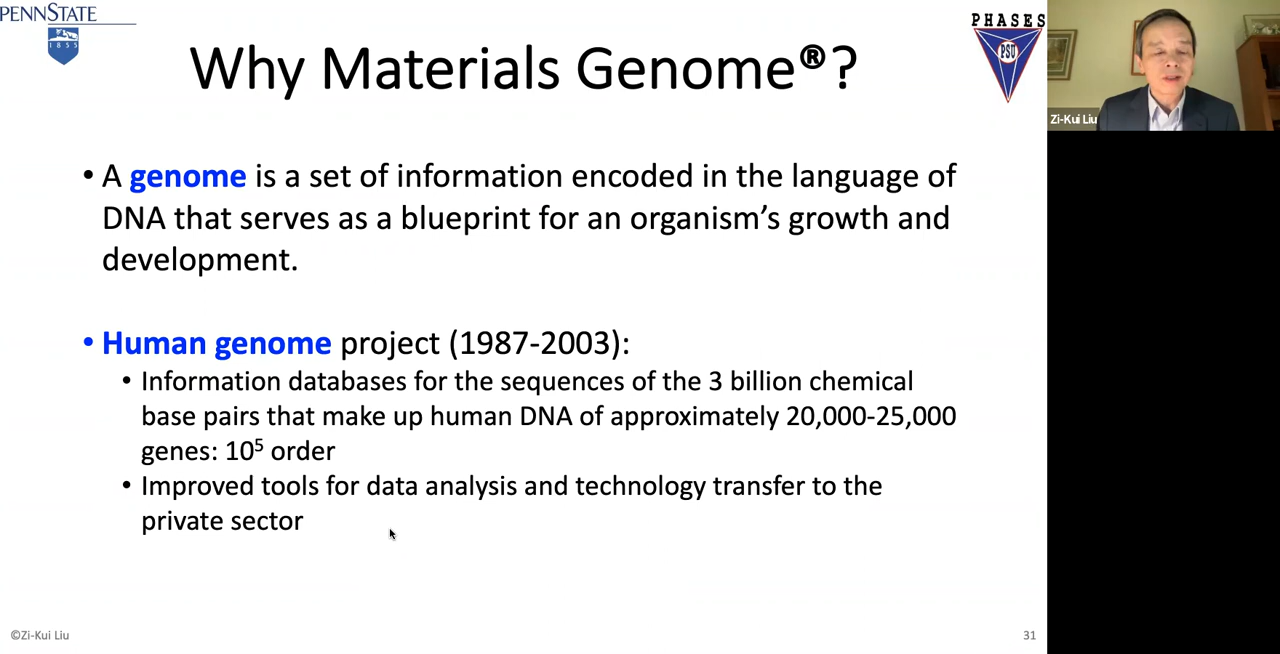 PENNSTATE
1855
Why Materials Genome®?
PHASES
PSU
Zi-Kui Liu
• A genome is a set of information encoded in the language of
DNA that serves as a blueprint for an organism’s growth and
development.
• Human genome project (1987-2003):
• Information databases for the sequences of the 3 billion chemical
base pairs that make up human DNA of approximately 20,000-25,000
genes: 10⁵ order
• Improved tools for data analysis and technology transfer to the
private sector
©Zi-Kui Liu
31